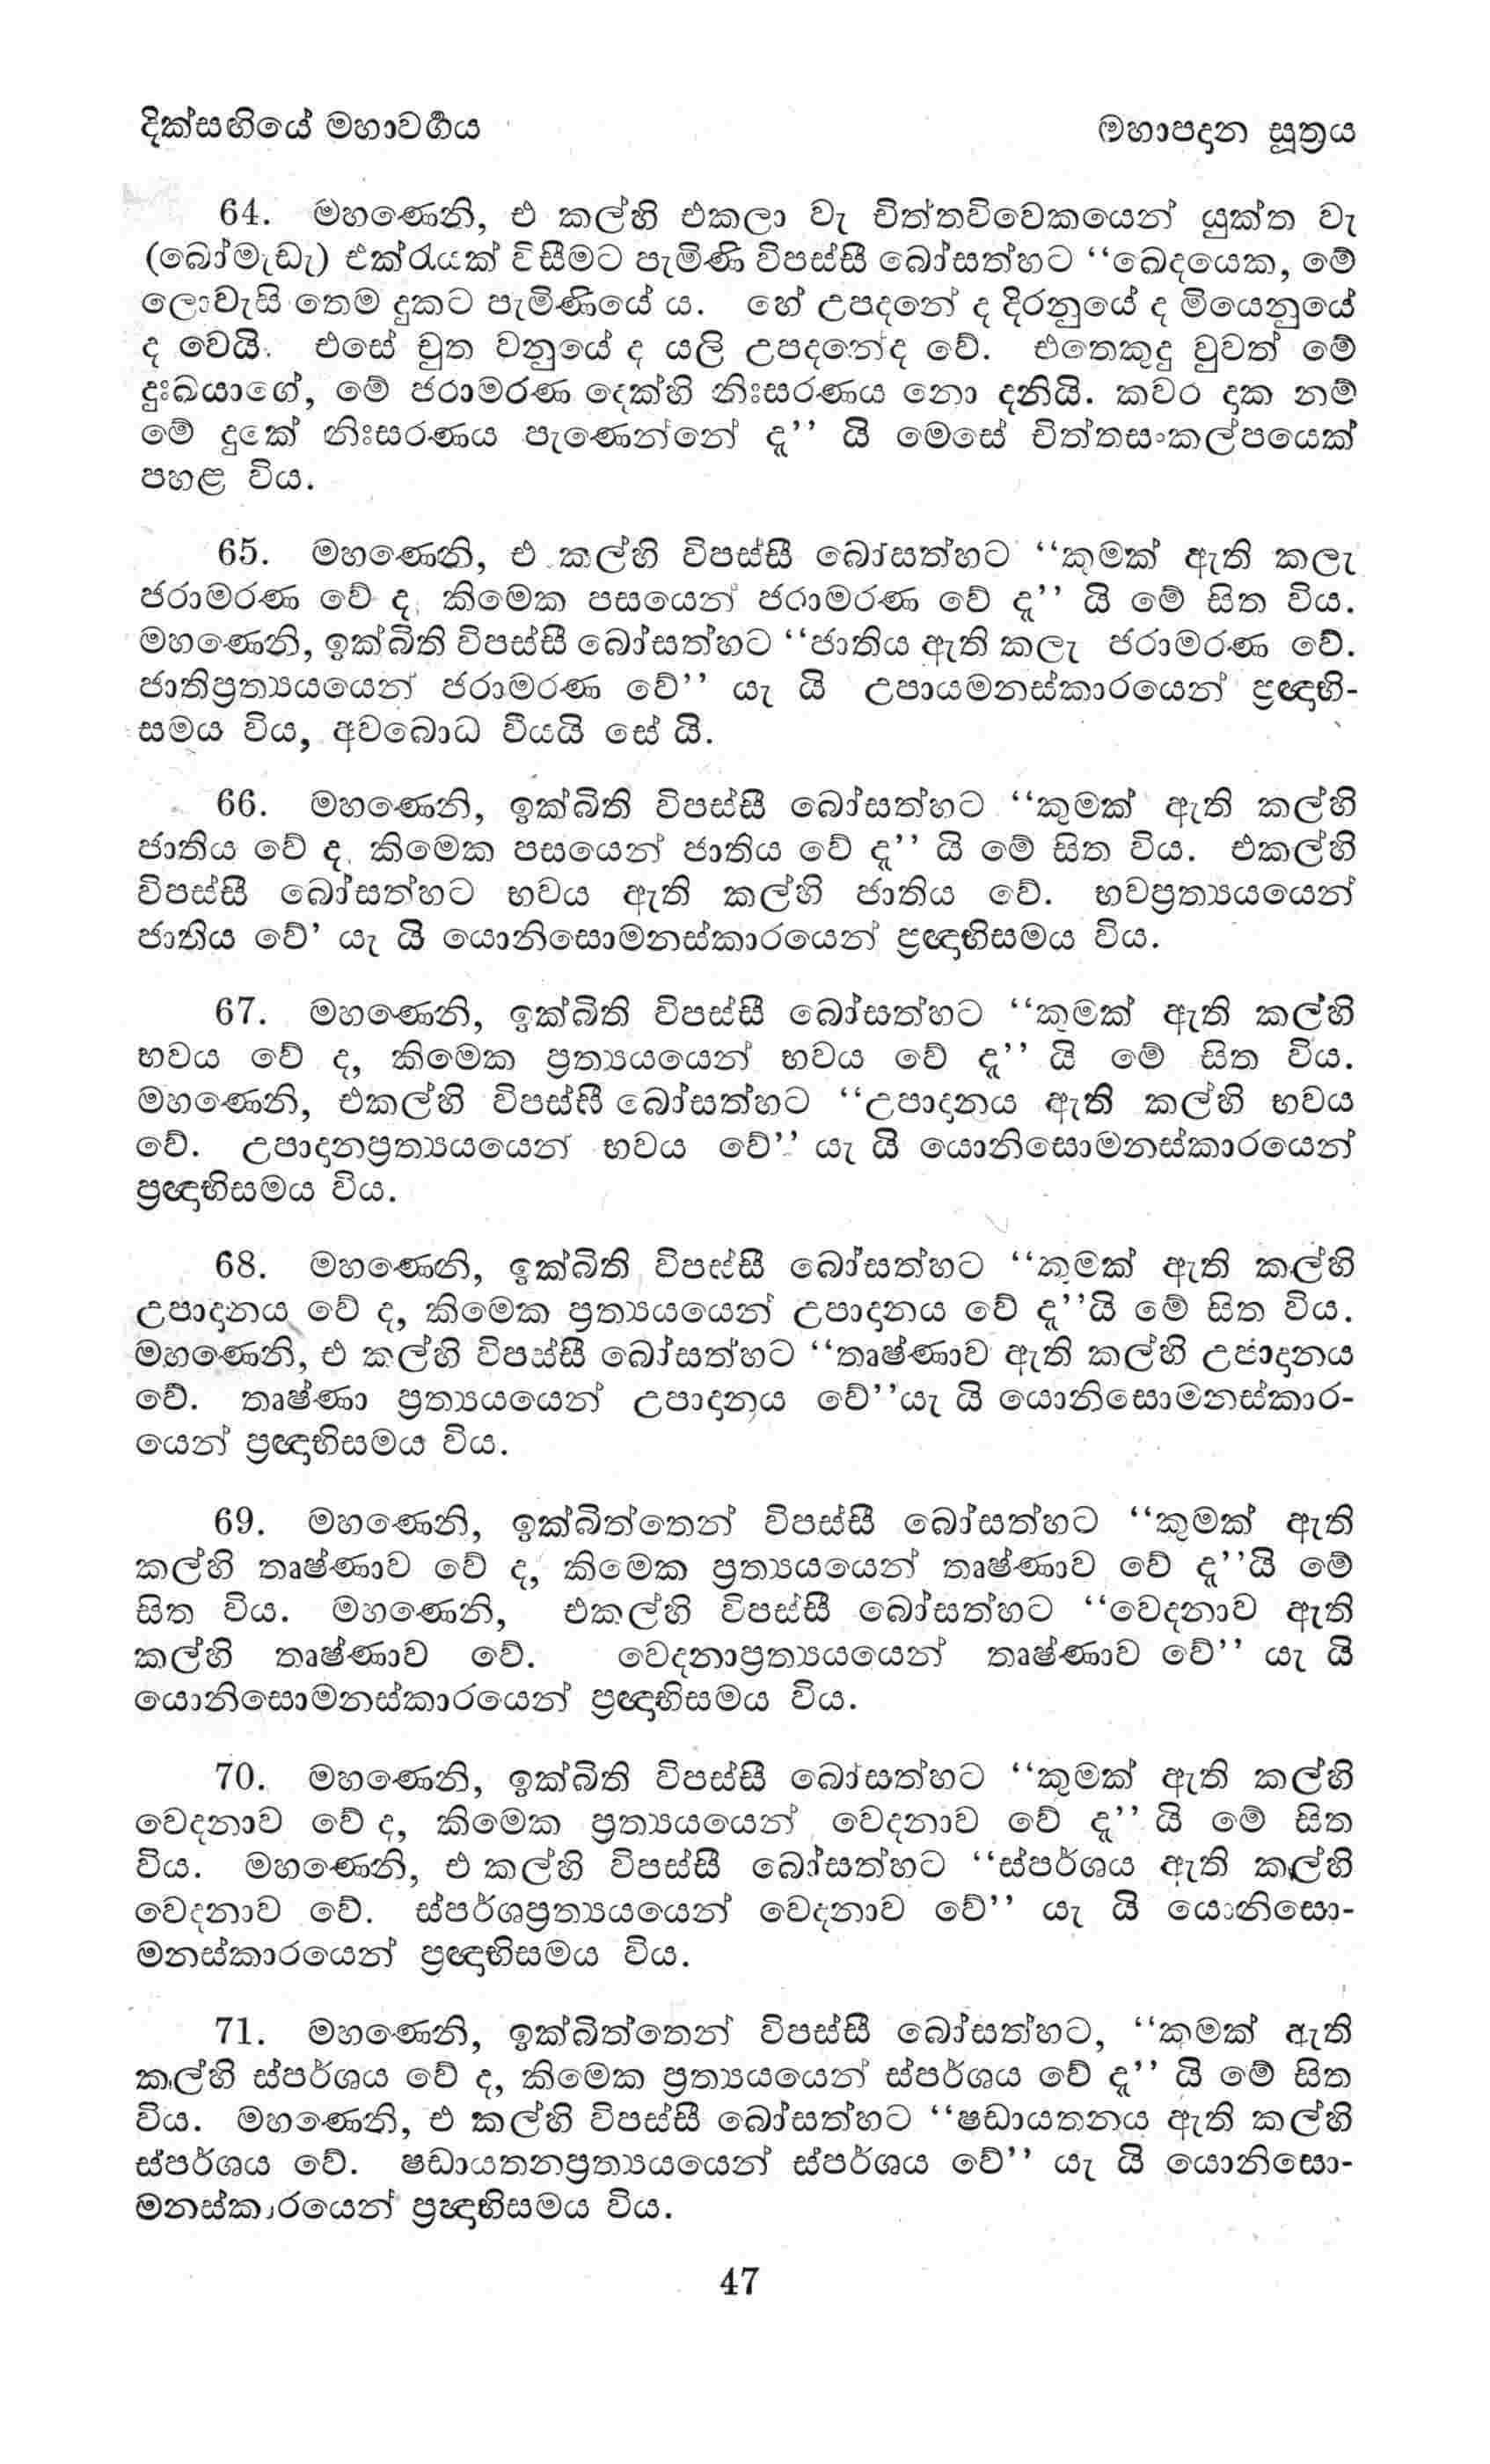 දික්සඟියේ මහාවර්‍ගය
මහාපදාන සූත්‍රය
64. මහණෙනි, එ කල්හි එකලා වැ චිත්තවිවෙකයෙන් යුක්ත වැ
(බෝමැඩැ) එක්රැයක් විසීමට පැමිණි විපස්සී බෝසත්හට “ඛෙදයෙක, මේ
ලොවැසි තෙම දුකට පැමිණියේ ය. හේ උපදනේ ද දිරනුයේ ද මියෙනුයේ
ද වෙයි. එසේ චුත වනුයේ ද යලි උපදනේද වේ. එතෙකුදු වුවත් මේ
දුඃඛයාගේ, මේ ජරාමරණ දෙක්හි නිඃසරණය නො දනියි. කවර දාක නම්
මේ දුකේ නිඃසරණය පැණෙන්නේ දැ” යි මෙසේ චිත්තසංකල්පයෙක්
පහළ විය.
65. මහණෙනි, එ කල්හි විපස්සී බෝසත්හට “කුමක් ඇති කලැ
ජරාමරණ වේ ද, කිමෙක පසයෙන් ජරාමරණ වේ දැ” යි මේ සිත විය.
මහණෙනි, ඉක්බිති විපස්සී බෝසත්හට “ජාතිය ඇති කලැ ජරාමරණ වේ.
ජාතිප්‍රත්‍යයයෙන් ජරාමරණ වේ” යැ යි උපායමනස්කාරයෙන් ප්‍රඥාභි-
සමය විය, අවබොධ වීයයි සේ යි.
66. මහණෙනි, ඉක්බිති විපස්සී බෝසත්හට “කුමක් ඇති කල්හි
ජාතිය වේ ද, කිමෙක පසයෙන් ජාතිය වේ දැ” යි මේ සිත විය. එකල්හි
විපස්සී බෝසත්හට භවය ඇති කල්හි ජාතිය වේ. භවප්‍රත්‍යයයෙන්
ජාතිය වේ’ යැ යි යොනිසොමනස්කාරයෙන් ප්‍රඥාභිසමය විය.
67. මහණෙනි, ඉක්බිති විපස්සී බෝසත්හට “කුමක් ඇති කල්හි
භවය වේ ද, කිමෙක ප්‍රත්‍යයයෙන් භවය වේ දැ” යි මේ සිත විය.
මහණෙනි, එකල්හි විපස්සී බෝසත්හට “උපාදානය ඇති කල්හි භවය
වේ. උපාදානප්‍රත්‍යයයෙන් භවය වේ” යැ යි යොනිසොමනස්කාරයෙන්
ප්‍රඥාභිසමය විය.
68. මහණෙනි, ඉක්බිති විපස්සී බෝසත්හට “කුමක් ඇති කල්හි
උපාදානය වේ ද, කිමෙක ප්‍රත්‍යයයෙන් උපාදානය වේ දැ”යි මේ සිත විය.
මහණෙනි, එ කල්හි විපස්සී බෝසත්හට “තෘෂ්ණාව ඇති කල්හි උපාදානය
වේ. තෘෂ්ණා ප්‍රත්‍යයයෙන් උපාදානය වේ”යැ යි යොනිසොමනස්කාර-
යෙන් ප්‍රඥාභිසමය විය.
69. මහණෙනි, ඉක්බිත්තෙන් විපස්සී බෝසත්හට “කුමක් ඇති
කල්හි තෘෂ්ණාව වේ ද, කිමෙක ප්‍රත්‍යයයෙන් තෘෂ්ණාව වේ දැ”යි මේ
සිත විය. මහණෙනි, එකල්හි විපස්සී බෝසත්හට “වෙදනාව ඇති
කල්හි තෘෂ්ණාව වේ. වෙදනාප්‍රත්‍යයයෙන් තෘෂ්ණාව වේ” යැ යි
යොනිසොමනස්කාරයෙන් ප්‍රඥාභිසමය විය.
70. මහණෙනි, ඉක්බිති විපස්සී බෝසත්හට “කුමක් ඇති කල්හි
වෙදනාව වේ ද, කිමෙක ප්‍රත්‍යයයෙන් වෙදනාව වේ දැ” යි මේ සිත
විය. මහණෙනි, එ කල්හි විපස්සී බෝසත්හට “ස්පර්ශය ඇති කල්හි
වෙදනාව වේ. ස්පර්ශප්‍රත්‍යයයෙන් වෙදනාව වේ” යැ යි යොනිසො-
මනස්කාරයෙන් ප්‍රඥාභිසමය විය.
71. මහණෙනි, ඉක්බිත්තෙන් විපස්සී බෝසත්හට, “කුමක් ඇති
කල්හි ස්පර්ශය වේ ද, කිමෙක ප්‍රත්‍යයයෙන් ස්පර්ශය වේ දැ” යි මේ සිත
විය. මහණෙනි, එ කල්හි විපස්සී බෝසත්හට “ෂඩායතනය ඇති කල්හි
ස්පර්ශය වේ. ෂඩායතනප්‍රත්‍යයයෙන් ස්පර්ශය වේ” යැ යි යොනිසො-
මනස්කාරයෙන් ප්‍රඥාභිසමය විය.
47